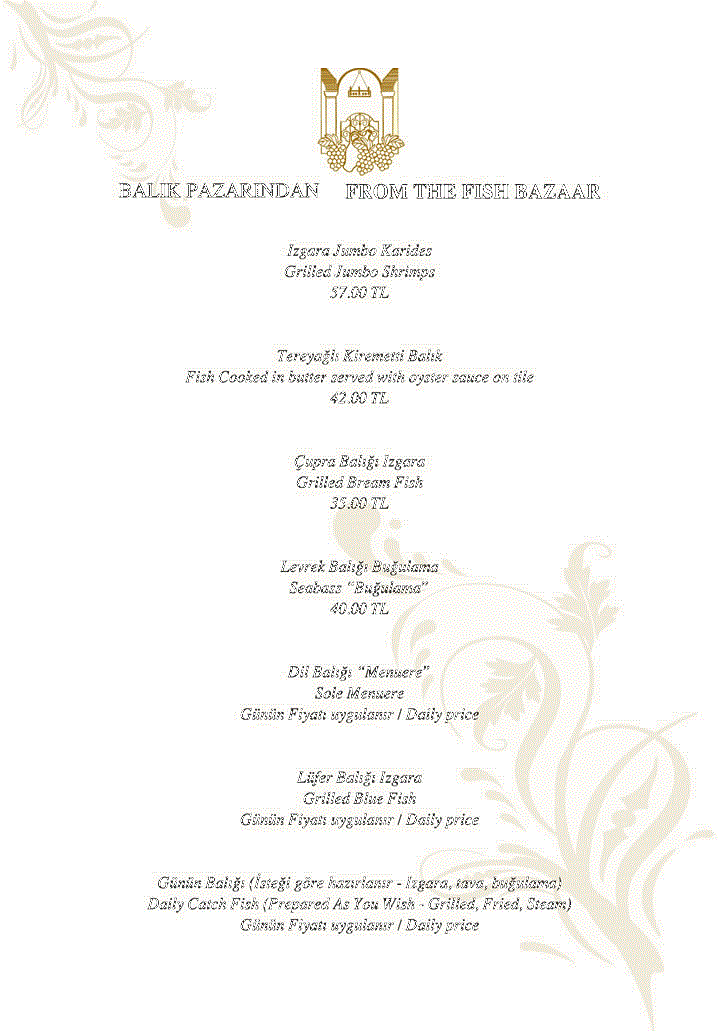 BALIK PAZARINDAN FROM THE FISH BAZAAR
Izgara Jumbo Karides
Grilled Jumbo Shrimps
57.00 TL
Tereyağlı Kiremetti Balık
Fish Cooked in butter served with oyster sauce on tile
42.00 TL
Çupra Balığı Izgara
Grilled Bream Fish
35.00 TL
Levrek Balığı Buğulama
Seabass "Buğulama"
40.00 TL
Dil Balığı "Menuere"
Sole Menuere
Günün Fiyatı uygulanır / Daily price
Lüfer Balığı Izgara
Grilled Blue Fish
Günün Fiyatı uygulanır / Daily price
Günün Balığı (İsteği göre hazırlanır - Izgara, tava, buğulama)
Daily Catch Fish (Prepared As You Wish - Grilled, Fried, Steam)
Günün Fiyatı uygulanır / Daily price